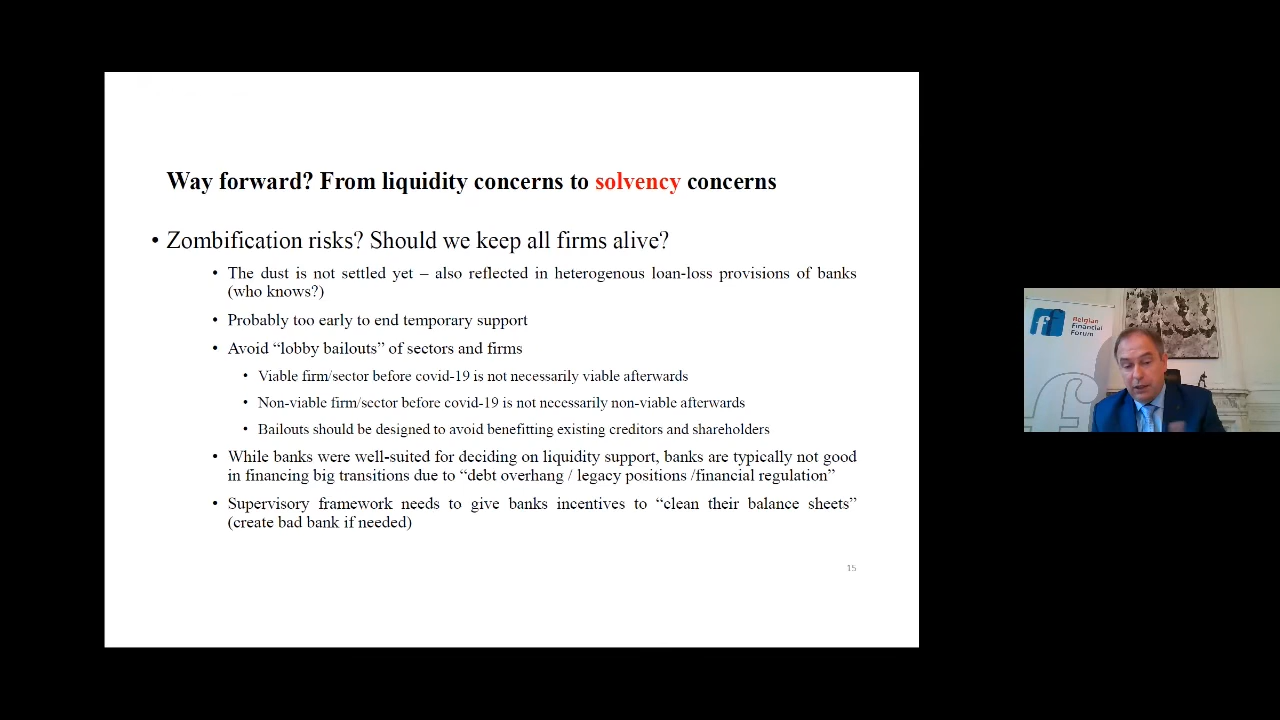 Way forward? From liquidity concerns to solvency concerns
• Zombification risks? Should we keep all firms alive?
• The dust is not settled yet – also reflected in heterogenous loan-loss provisions of banks
(who knows?)
• Probably too early to end temporary support
• Avoid “lobby bailouts” of sectors and firms
• Viable firm/sector before covid-19 is not necessarily viable afterwards
• Non-viable firm/sector before covid-19 is not necessarily non-viable afterwards
• Bailouts should be designed to avoid benefitting existing creditors and shareholders
• While banks were well-suited for deciding on liquidity support, banks are typically not good
in financing big transitions due to “debt overhang / legacy positions /financial regulation”
• Supervisory framework needs to give banks incentives to “clean their balance sheets”
(create bad bank if needed)
15
Belgian
Financial
Forum